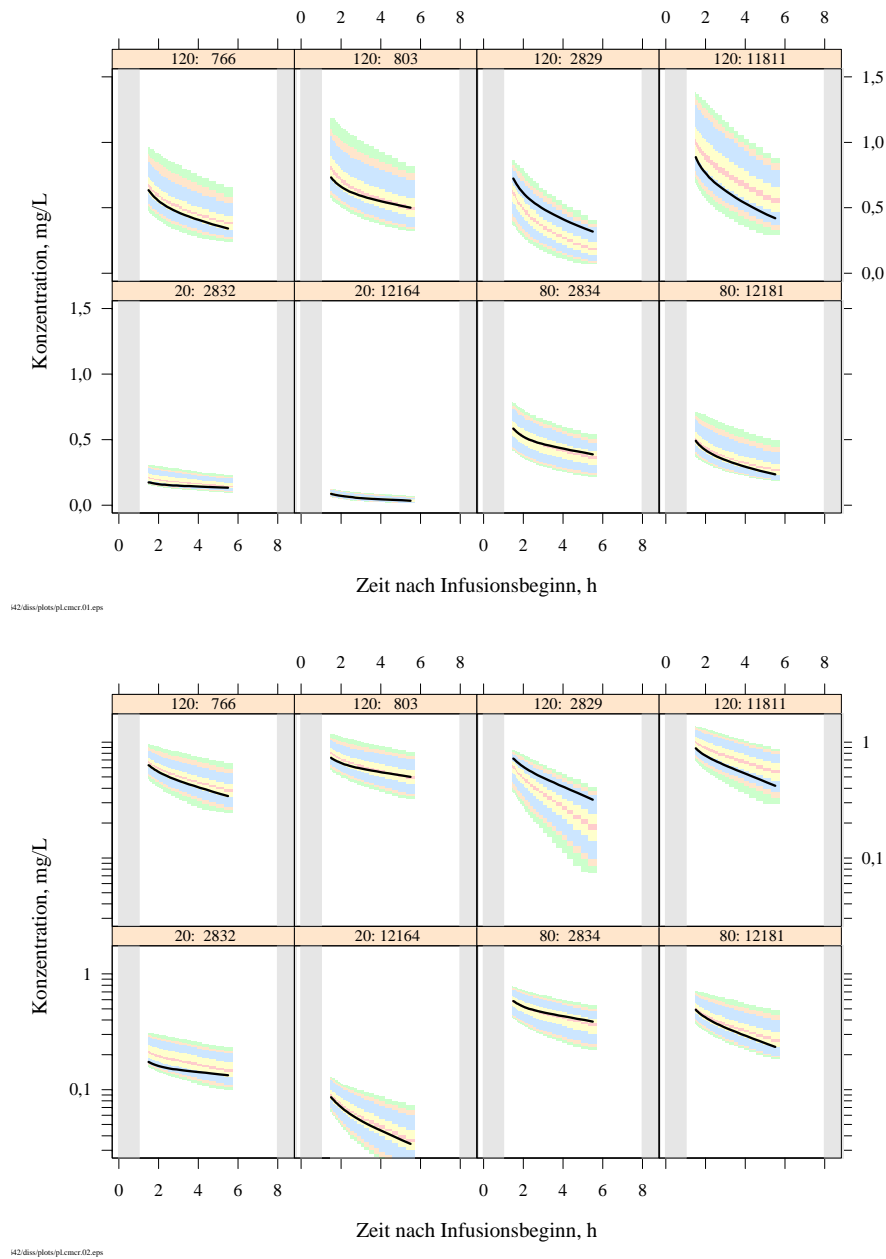 0 2 4 6 8 0 2 4 6 8
120: 766 120: 803 120: 2829 120: 11811
1,5
1,0
0,5
0,0
Konzentration, mg/L
20: 2832 20: 12164 80: 2834 80: 12181
1,5
1,0
0,5
0,0
0 2 4 6 8 0 2 4 6 8
Zeit nach Infusionsbeginn, h
i42/diss/plots/pl.cmcr.01.eps
0 2 4 6 8 0 2 4 6 8
120: 766 120: 803 120: 2829 120: 11811
1
0,1
Konzentration, mg/L
20: 2832 20: 12164 80: 2834 80: 12181
1
0,1
0 2 4 6 8 0 2 4 6 8
Zeit nach Infusionsbeginn, h
i42/diss/plots/pl.cmcr.02.eps